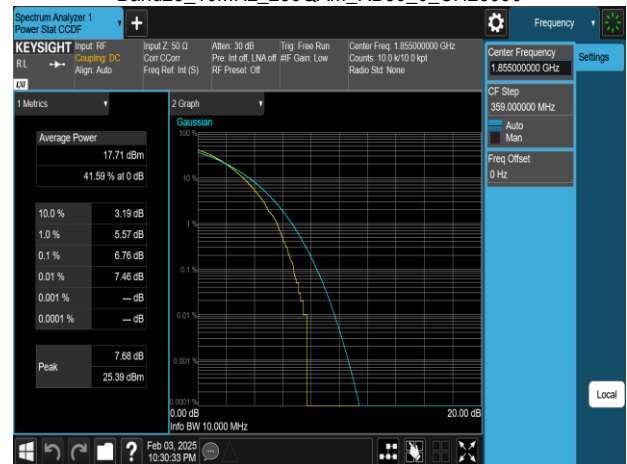 Spectrum Analyzer 1
Power Stat CCDF
Frequency
KEYSIGHT
RL
LXI
Input: RF
Coupling: DC
Align: Auto
Input Z: 50 Ω
Corr CCorr
Freq Ref: Int (S)
Atten: 30 dB
Pre: Int off, LNA off
RF Preset: Off
Trig: Free Run
#IF Gain: Low
Center Freq: 1.855000000 GHz
Counts: 10.0 k/10.0 kpt
Radio Std: None
Center Frequency
1.855000000 GHz
Settings
CF Step
359.000000 MHz
Auto
Man
Freq Offset
0 Hz
Local
1 Metrics
Average Power
17.71 dBm
41.59 % at 0 dB
10.0 % 3.19 dB
1.0 % 5.57 dB
0.1 % 6.76 dB
0.01 % 7.46 dB
0.001 % --- dB
0.0001 % --- dB
Peak
7.68 dB
25.39 dBm
2 Graph
Gaussian
100 %
10 %
1 %
0.1 %
0.01 %
0.001 %
0.0001 %
0.00 dB 20.00 dB
Info BW 10.000 MHz
Feb 03, 2025
10:30:33 PM